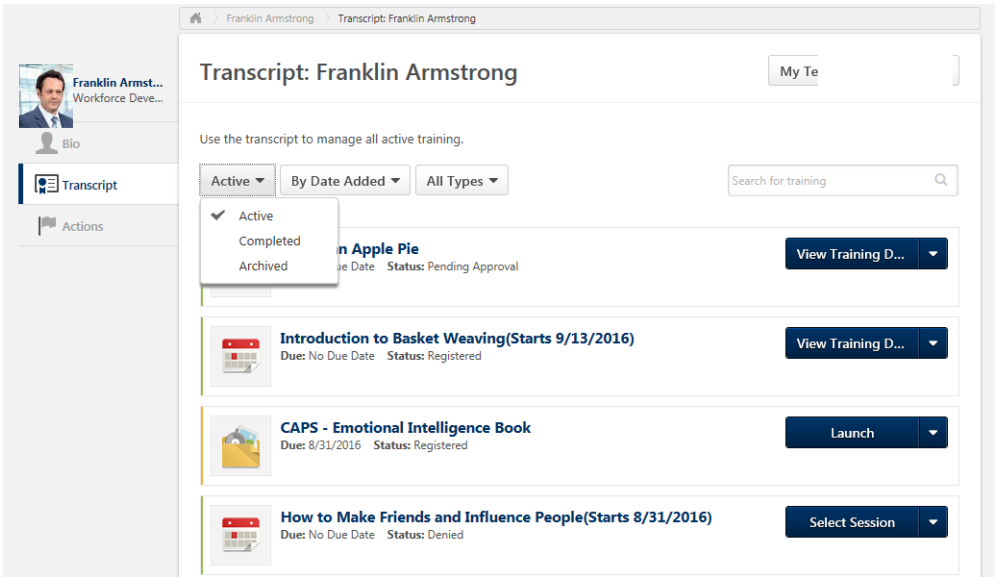 Franklin Armstrong Transcript: Franklin Armstrong
Franklin Armst...
Workforce Deve...
Bio
Transcript
Actions
Transcript: Franklin Armstrong
My Te
Use the transcript to manage all active training.
Active By Date Added All Types Search for training
Active
Completed
Archived
n Apple Pie
ue Date Status: Pending Approval
View Training D...
Introduction to Basket Weaving(Starts 9/13/2016)
Due: No Due Date Status: Registered
View Training D...
CAPS - Emotional Intelligence Book
Due: 8/31/2016 Status: Registered
Launch
How to Make Friends and Influence People(Starts 8/31/2016)
Due: No Due Date Status: Denied
Select Session